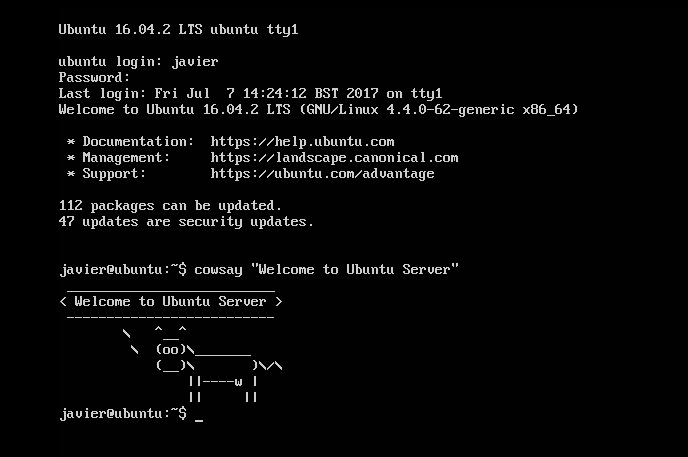 Ubuntu 16.04.2 LTS ubuntu tty1
ubuntu login: javier
Password:
Last login: Fri Jul  7 14:24:12 BST 2017 on tty1
Welcome to Ubuntu 16.04.2 LTS (GNU/Linux 4.4.0-62-generic x86_64)
 * Documentation:  https://help.ubuntu.com
 * Management:     https://landscape.canonical.com
 * Support:        https://ubuntu.com/advantage
112 packages can be updated.
47 updates are security updates.
javier@ubuntu:~$ cowsay "Welcome to Ubuntu Server"
 __________________________
< Welcome to Ubuntu Server >
 --------------------------
        \   ^__^
         \  (oo)\_______
            (__)\       )\/\
                ||----w |
                ||     ||
javier@ubuntu:~$ _